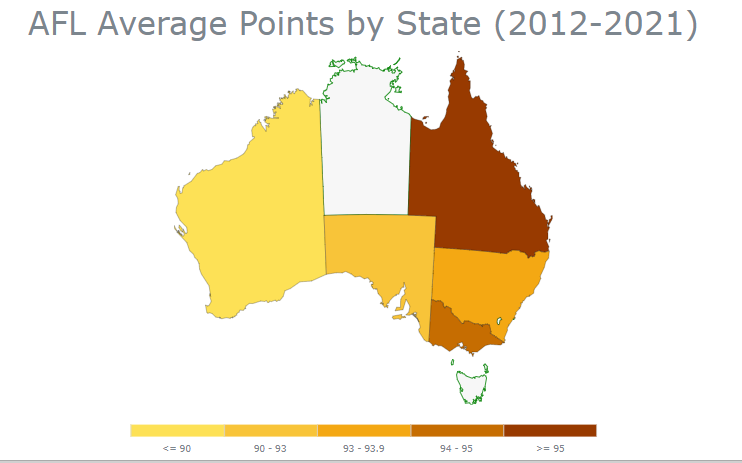 AFL Average Points by State (2012-2021)
<= 90 90 - 93 93 - 93.9 94 - 95 >= 95